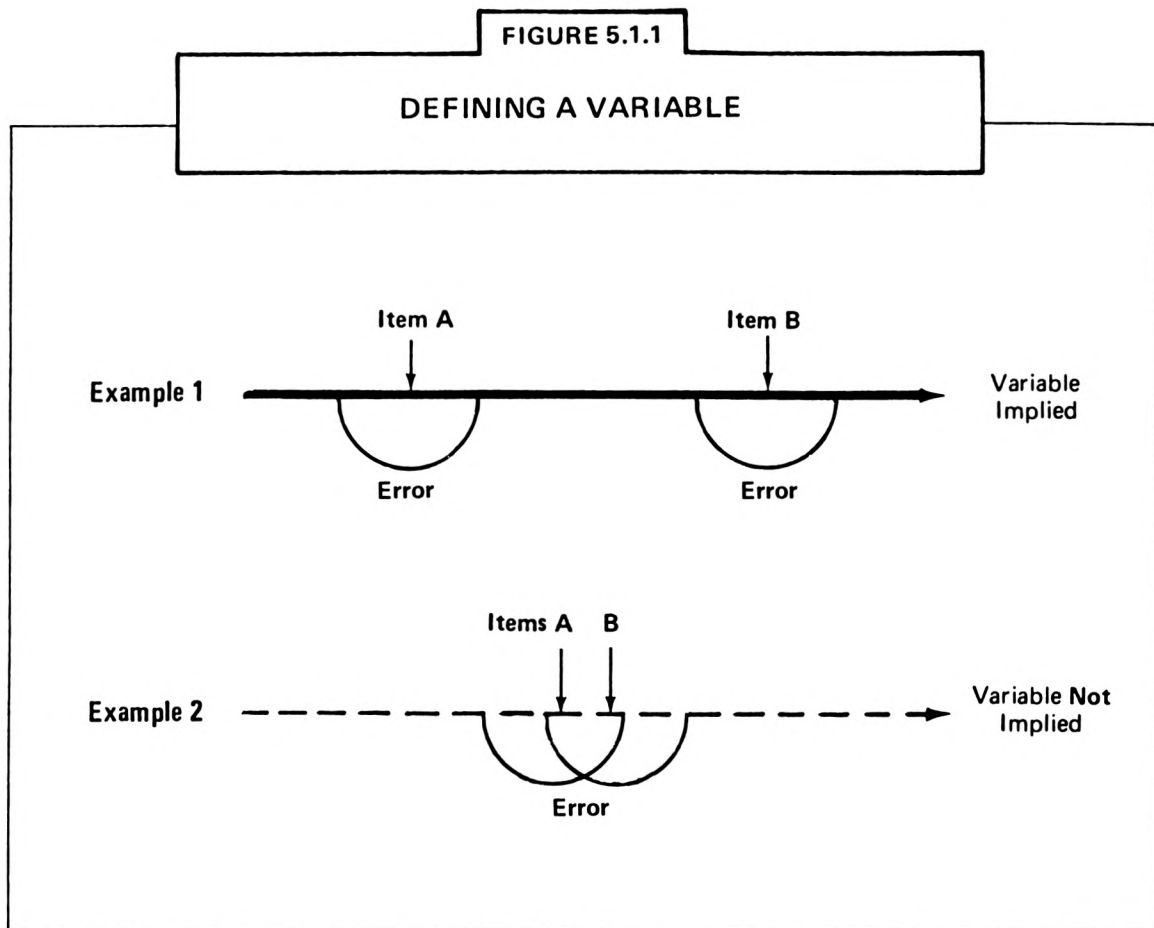 FIGURE 5.1.1
DEFINING A VARIABLE
Item A
Item B
Example 1
Variable
Implied
Error
Error
Items A B
Example 2
Variable Not
Implied
Error